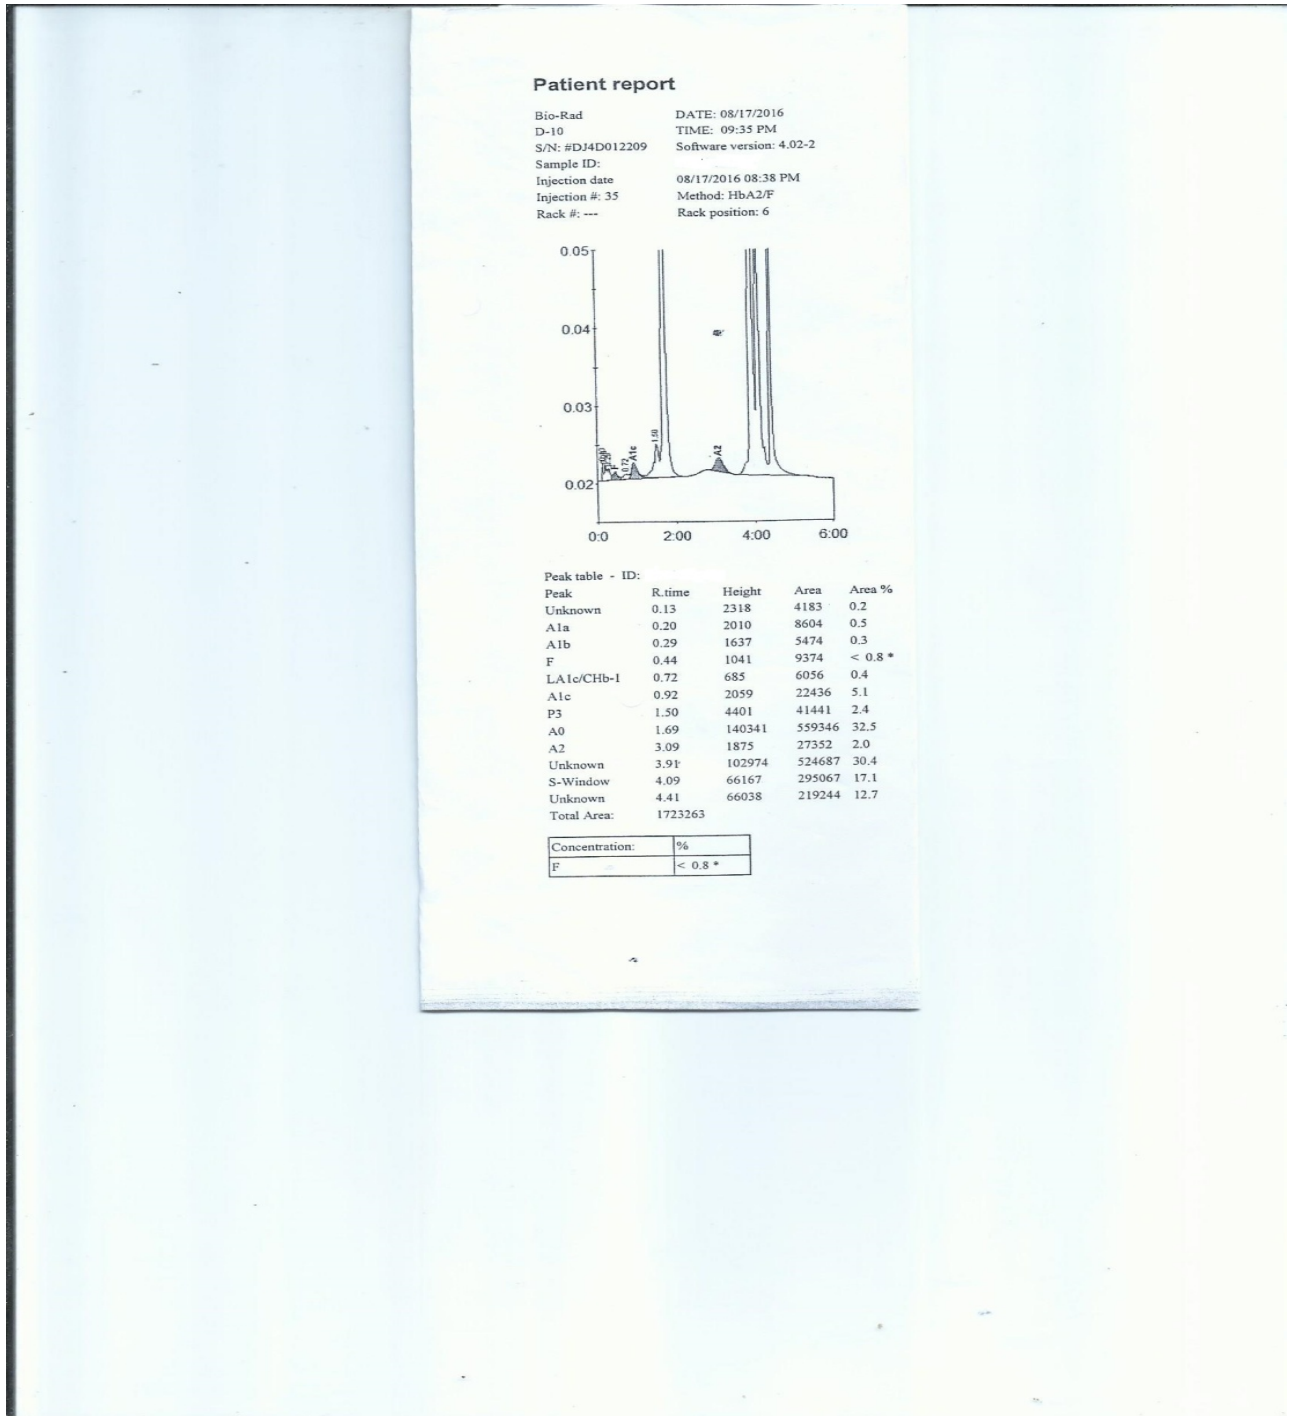 Patient report
Bio-Rad DATE: 08/17/2016
D-10 TIME: 09:35 PM
S/N: #DJ4D012209 Software version: 4.02-2
Sample ID:
Injection date 08/17/2016 08:38 PM
Injection #: 35 Method: HbA2/F
Rack #: --- Rack position: 6
0.05
0.04
0.03
0.02
F
0.72
A1c
1.50
A2
0:0 2:00 4:00 6:00
Peak table - ID:
Peak R.time Height Area Area %
Unknown 0.13 2318 4183 0.2
A1a 0.20 2010 8604 0.5
A1b 0.29 1637 5474 0.3
F 0.44 1041 9374 < 0.8 *
LA1c/CHb-1 0.72 685 6056 0.4
A1c 0.92 2059 22436 5.1
P3 1.50 4401 41441 2.4
A0 1.69 140341 559346 32.5
A2 3.09 1875 27352 2.0
Unknown 3.91 102974 524687 30.4
S-Window 4.09 66167 295067 17.1
Unknown 4.41 66038 219244 12.7
Total Area: 1723263
Concentration: %
F < 0.8 *